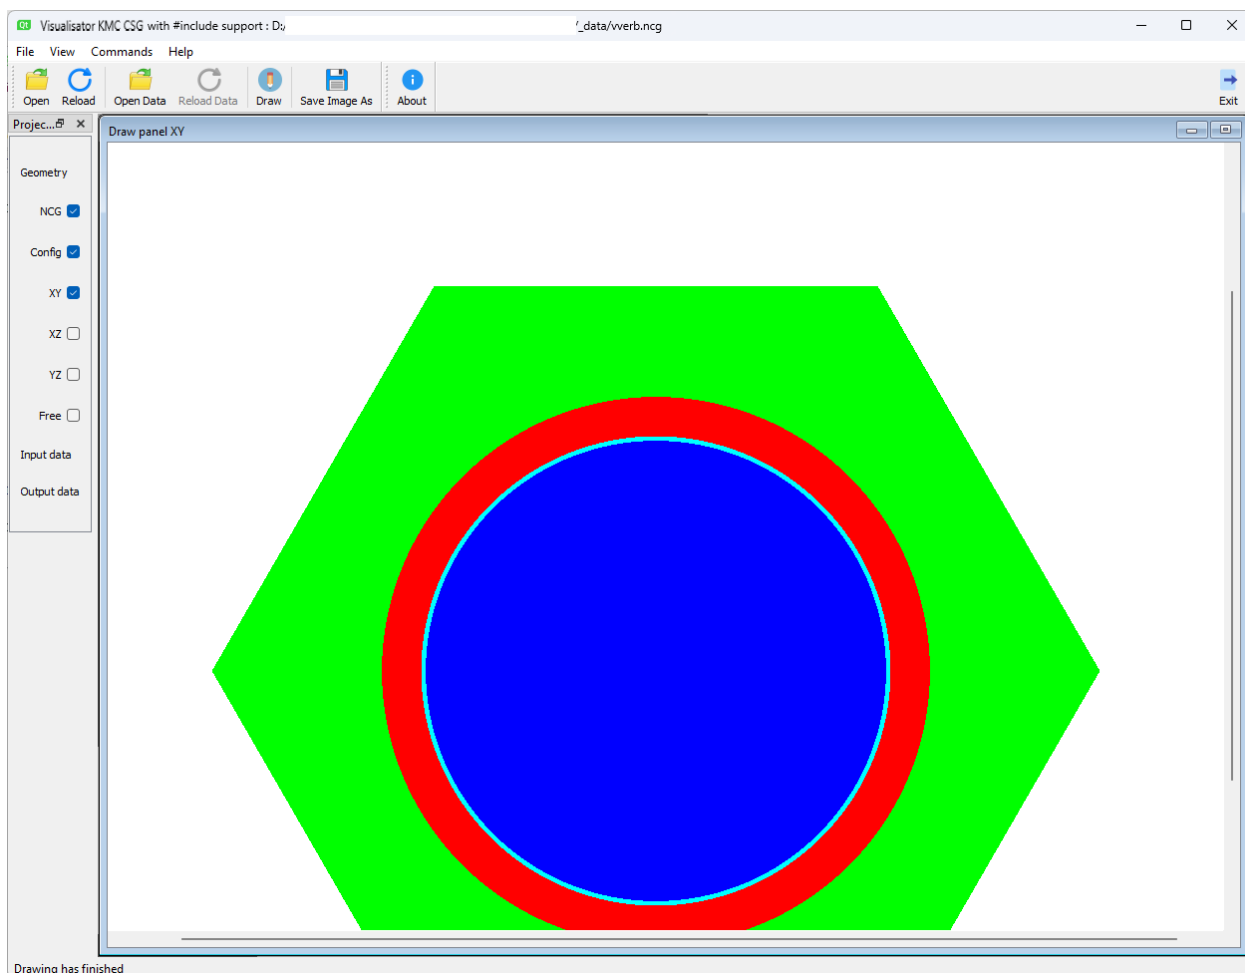 Qt Visualisator KMC CSG with #include support : D:/ /_data/vverb.ncg
File View Commands Help
Open Reload Open Data Reload Data Draw Save Image As About Exit
Projec...
Draw panel XY
Geometry
NCG
Config
XY
XZ
YZ
Free
Input data
Output data
Drawing has finished